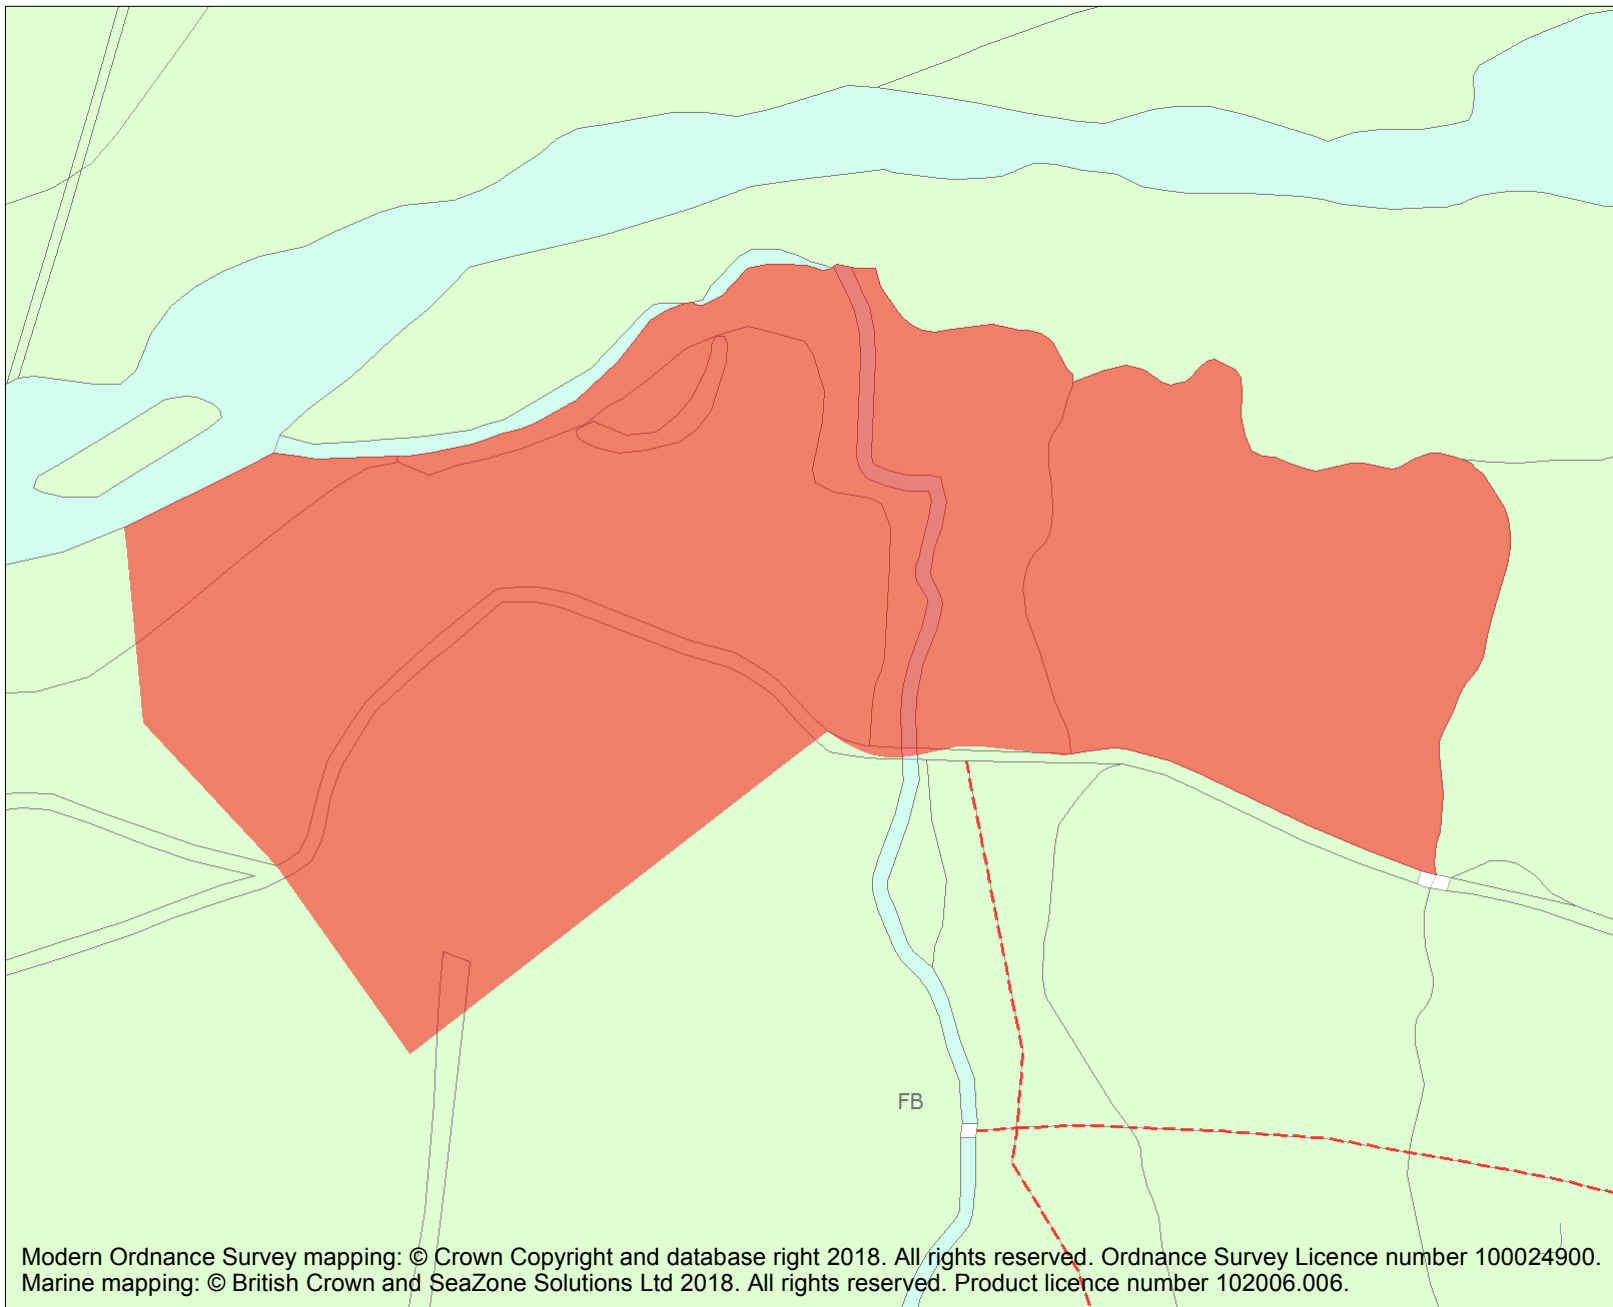 FB
Modern Ordnance Survey mapping: © Crown Copyright and database right 2018. All rights reserved. Ordnance Survey Licence number 100024900.
Marine mapping: © British Crown and SeaZone Solutions Ltd 2018. All rights reserved. Product licence number 102006.006.